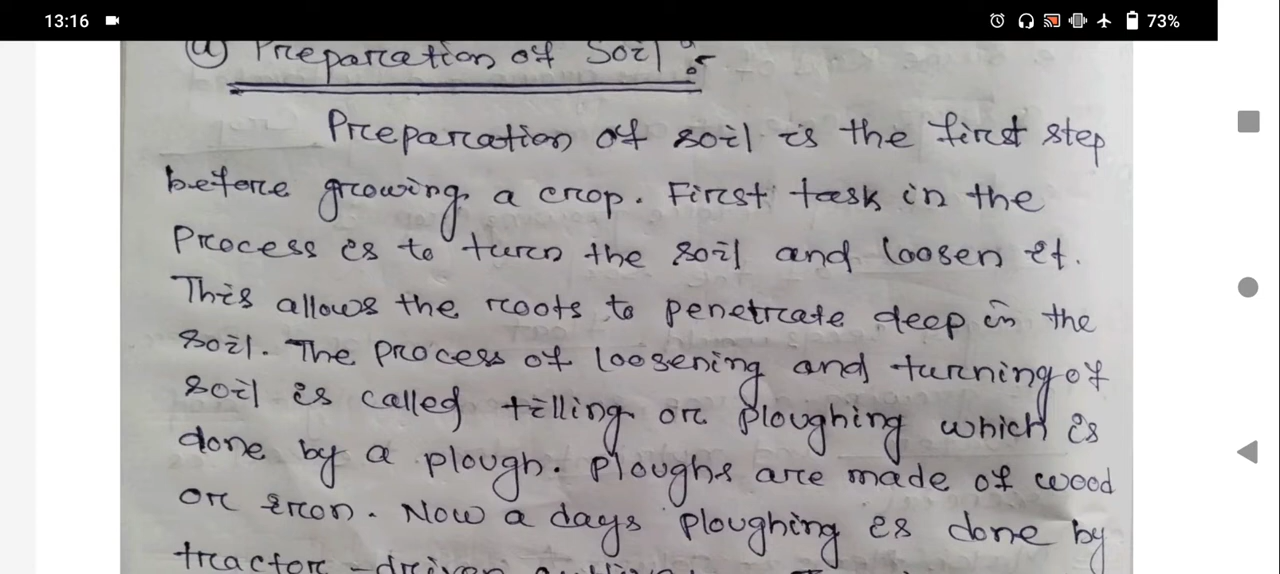 13:16
73%
(a) Preparation of Soil :-
Preparation of soil is the first step
before growing a crop. First task in the
Process is to turn the soil and loosen it.
This allows the roots to penetrate deep in the
soil. The process of loosening and turning of
soil is called tilling or ploughing which is
done by a plough. Ploughs are made of wood
or iron. Now a days ploughing is done by
tractor-driven